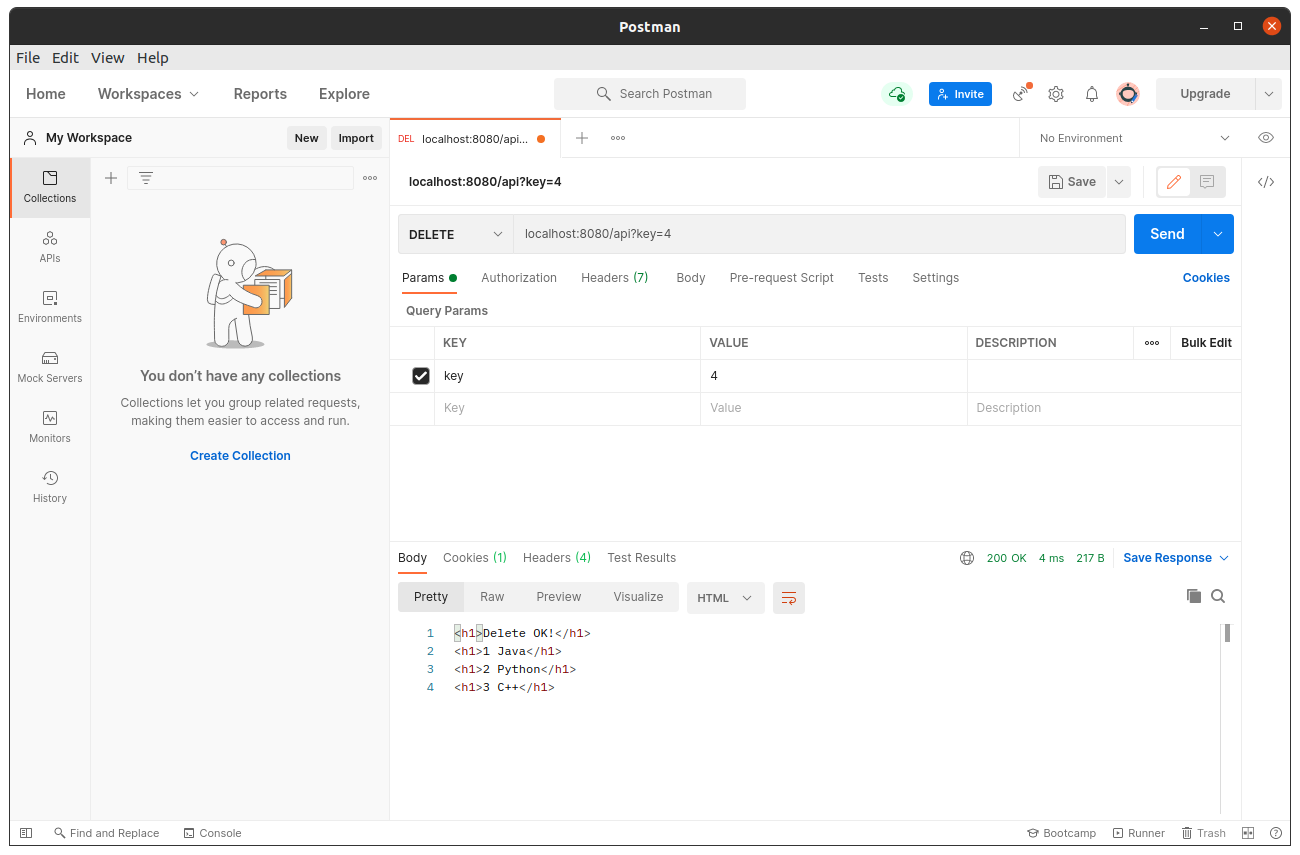 Postman
File Edit View Help
Home Workspaces Reports Explore Search Postman Invite Upgrade
My Workspace New Import
DEL localhost:8080/api... No Environment
Collections
APIs
Environments
Mock Servers
Monitors
History
You don't have any collections
Collections let you group related requests,
making them easier to access and run.
Create Collection
localhost:8080/api?key=4 Save
DELETE localhost:8080/api?key=4 Send
Params Authorization Headers (7) Body Pre-request Script Tests Settings Cookies
Query Params
KEY VALUE DESCRIPTION Bulk Edit
key 4
Key Value Description
Body Cookies (1) Headers (4) Test Results 200 OK 4 ms 217 B Save Response
Pretty Raw Preview Visualize HTML
1 <h1>Delete OK!</h1>
2 <h1>1 Java</h1>
3 <h1>2 Python</h1>
4 <h1>3 C++</h1>
Find and Replace Console Bootcamp Runner Trash